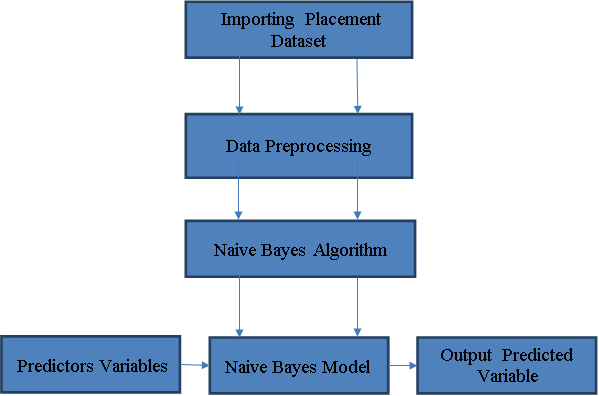 Importing Placement
Dataset
Data Preprocessing
Naive Bayes Algorithm
Predictors Variables
Naive Bayes Model
Output Predicted
Variable